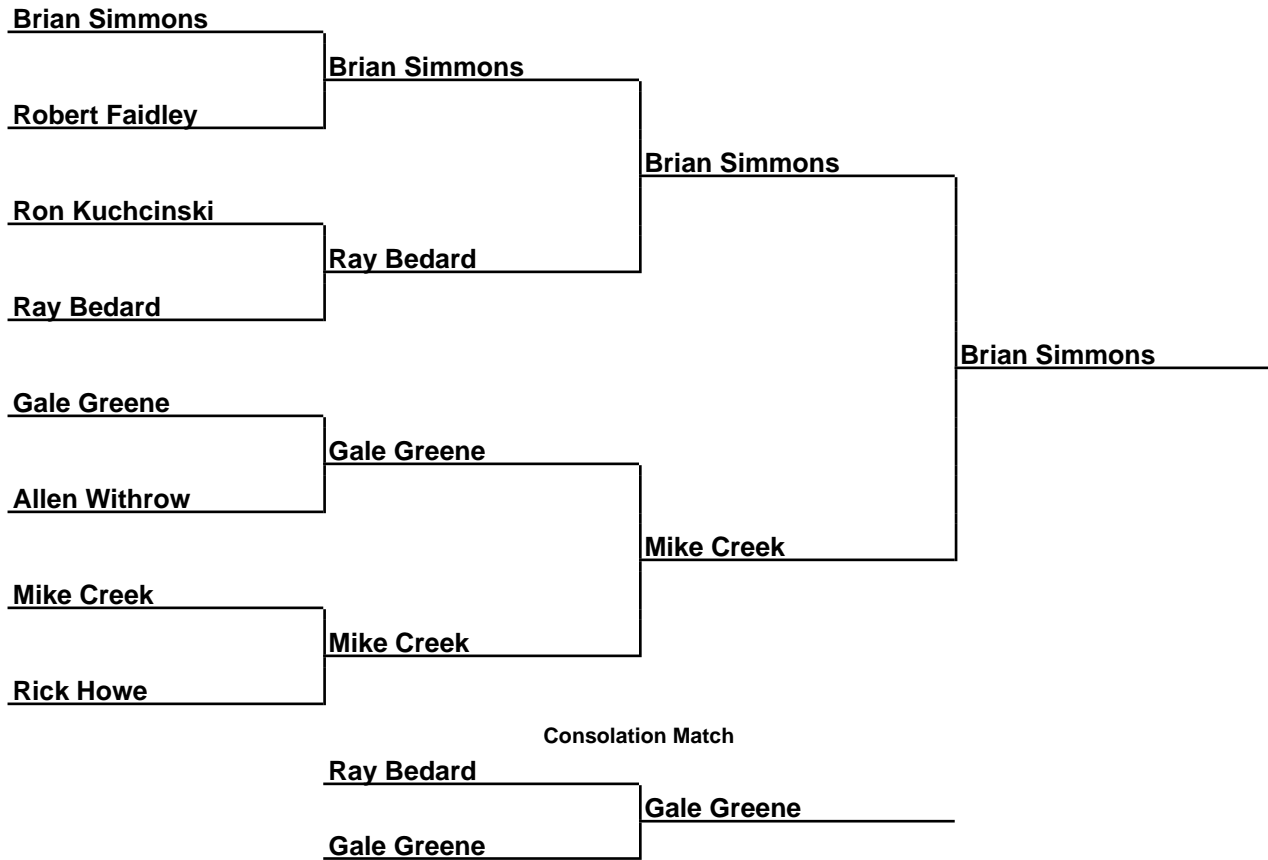 Brian Simmons
Brian Simmons
Robert Faidley
Brian Simmons
Ron Kuchcinski
Ray Bedard
Ray Bedard
Brian Simmons
Gale Greene
Gale Greene
Allen Withrow
Mike Creek
Mike Creek
Mike Creek
Rick Howe
Consolation Match
Ray Bedard
Gale Greene
Gale Greene